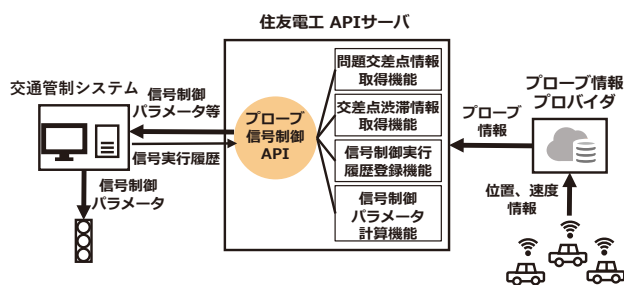 住友電工 APIサーバ
交通管制システム
信号制御
パラメータ等
信号実行履歴
信号制御
パラメータ
プローブ
信号制御
API
問題交差点情報
取得機能
交差点渋滞情報
取得機能
信号制御実行
履歴登録機能
信号制御
パラメータ
計算機能
プローブ
情報
プローブ情報
プロバイダ
位置、速度
情報